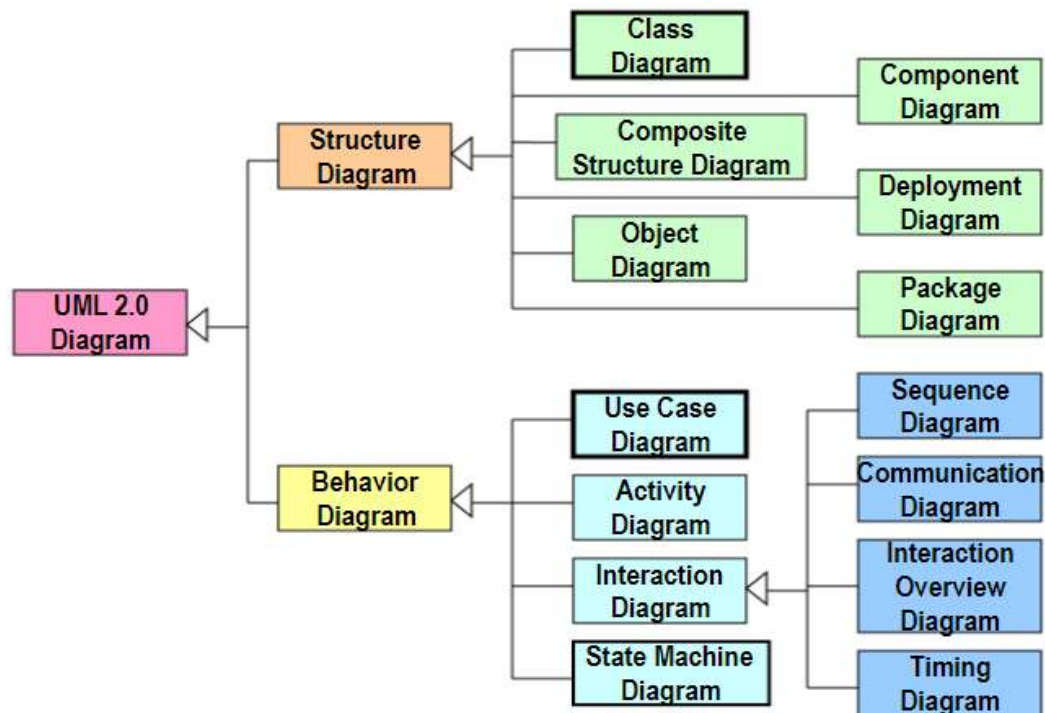 Class
Diagram
Component
Diagram
Structure
Diagram
Composite
Structure Diagram
Deployment
Diagram
Object
Diagram
UML 2.0
Diagram
Package
Diagram
Use Case
Diagram
Sequence
Diagram
Behavior
Diagram
Activity
Diagram
Communication
Diagram
Interaction
Diagram
Interaction
Overview
Diagram
State Machine
Diagram
Timing
Diagram